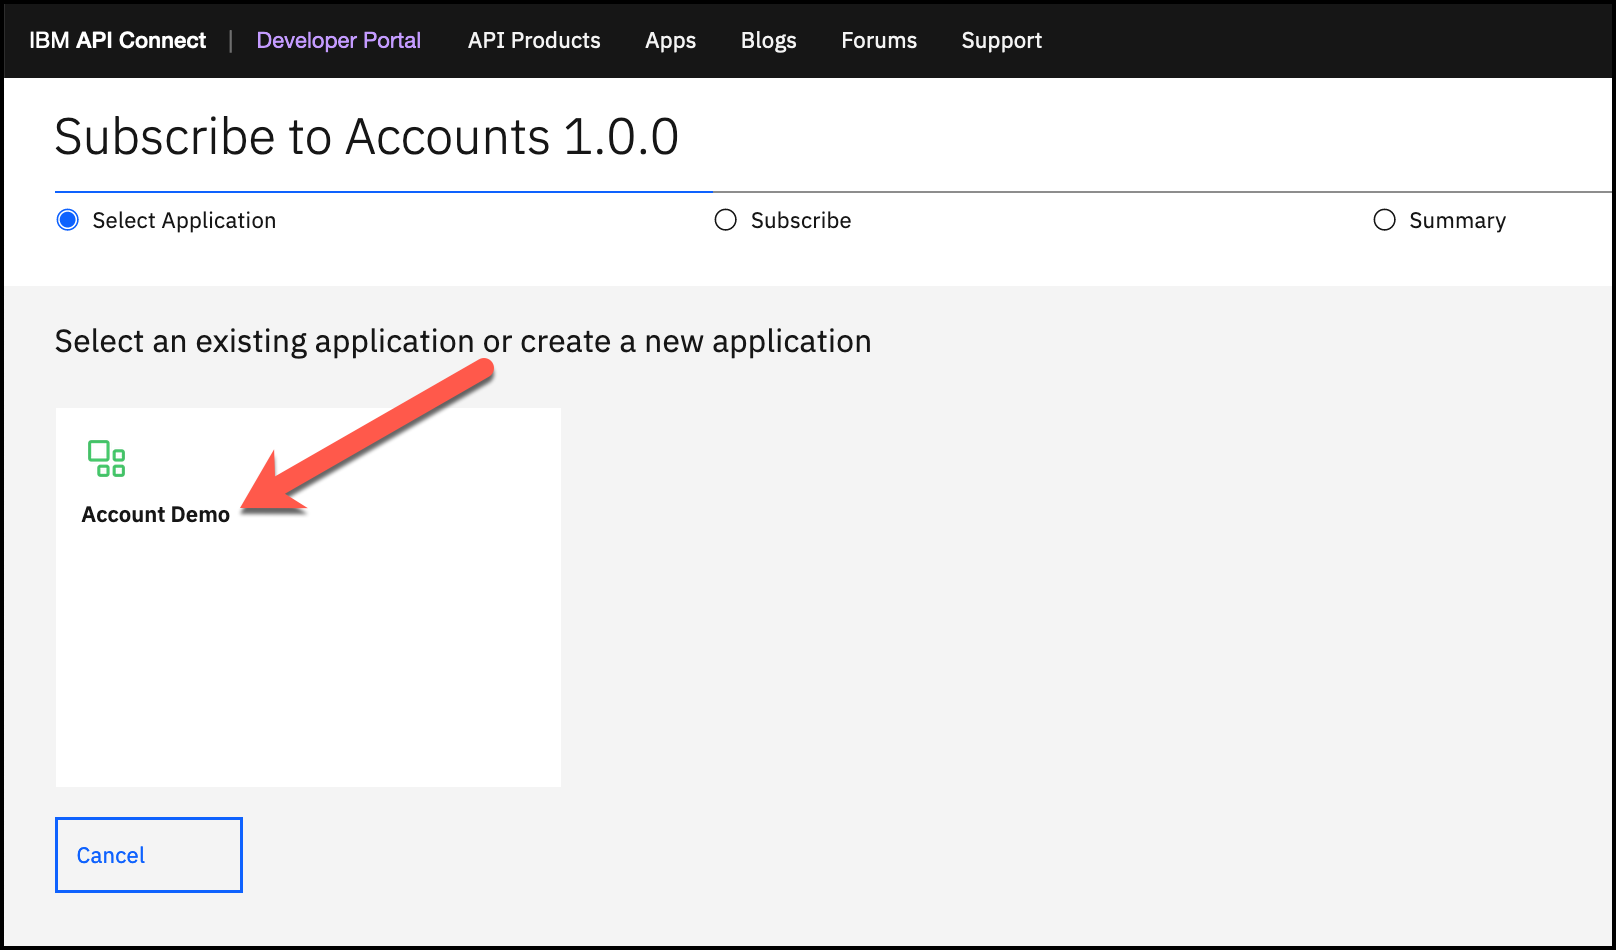 IBM API Connect | Developer Portal API Products Apps Blogs Forums Support
Subscribe to Accounts 1.0.0
Select Application Subscribe Summary
Select an existing application or create a new application
Account Demo
Cancel